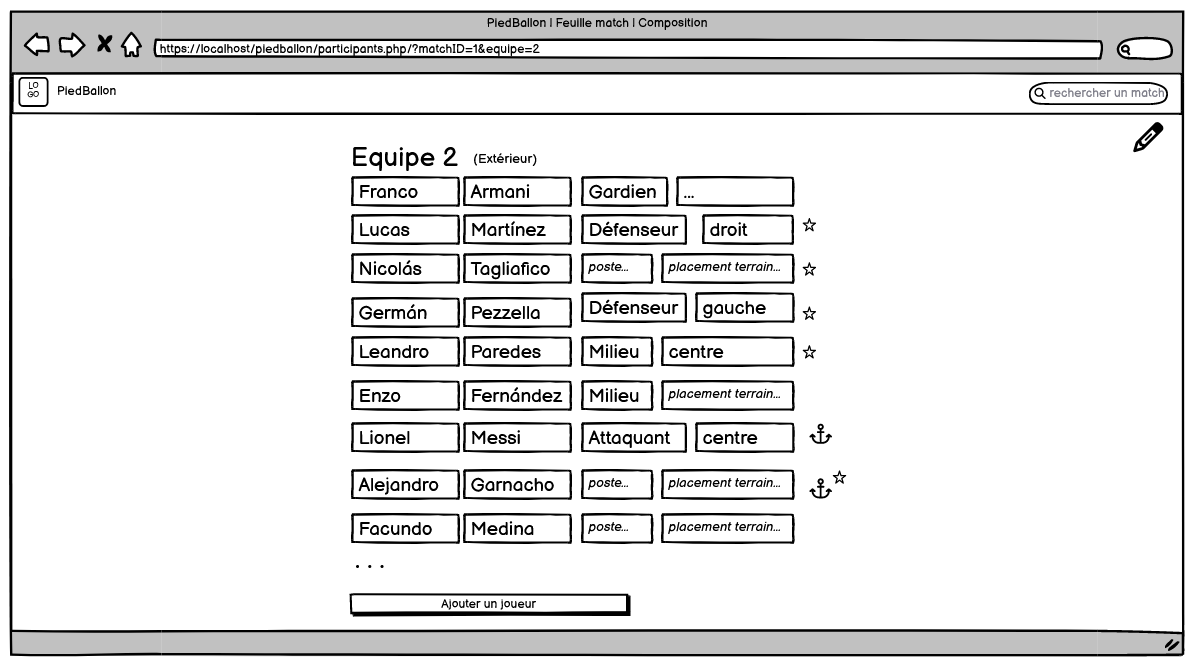 PiedBallon | Feuille match | Composition
https://localhost/piedballon/participants.php/?matchID=1&equipe=2
LO
GO
PiedBallon
rechercher un match
Equipe 2 (Extérieur)
Franco Armani Gardien ...
Lucas Martínez Défenseur droit
Nicolás Tagliafico poste... placement terrain...
Germán Pezzella Défenseur gauche
Leandro Paredes Milieu centre
Enzo Fernández Milieu placement terrain...
Lionel Messi Attaquant centre
Alejandro Garnacho poste... placement terrain...
Facundo Medina poste... placement terrain...
. . .
Ajouter un joueur